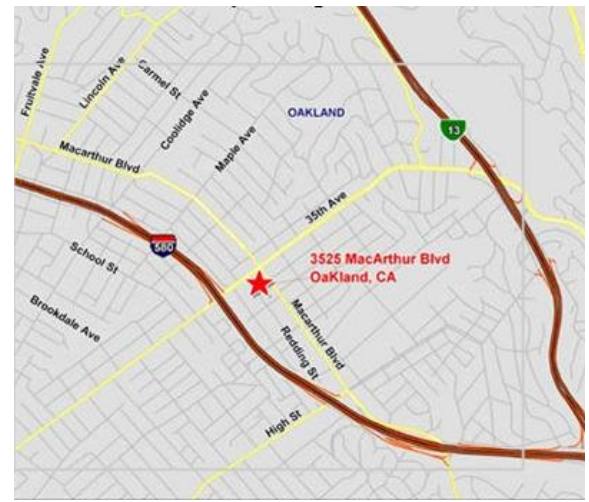 Fruitvale Ave
Lincoln Ave
Carmel St
Coolidge Ave
Maple Ave
OAKLAND
13
Macarthur Blvd
35th Ave
580
School St
3525 MacArthur Blvd
OaKland, CA
Brookdale Ave
Macarthur Blvd
Redding St
High St